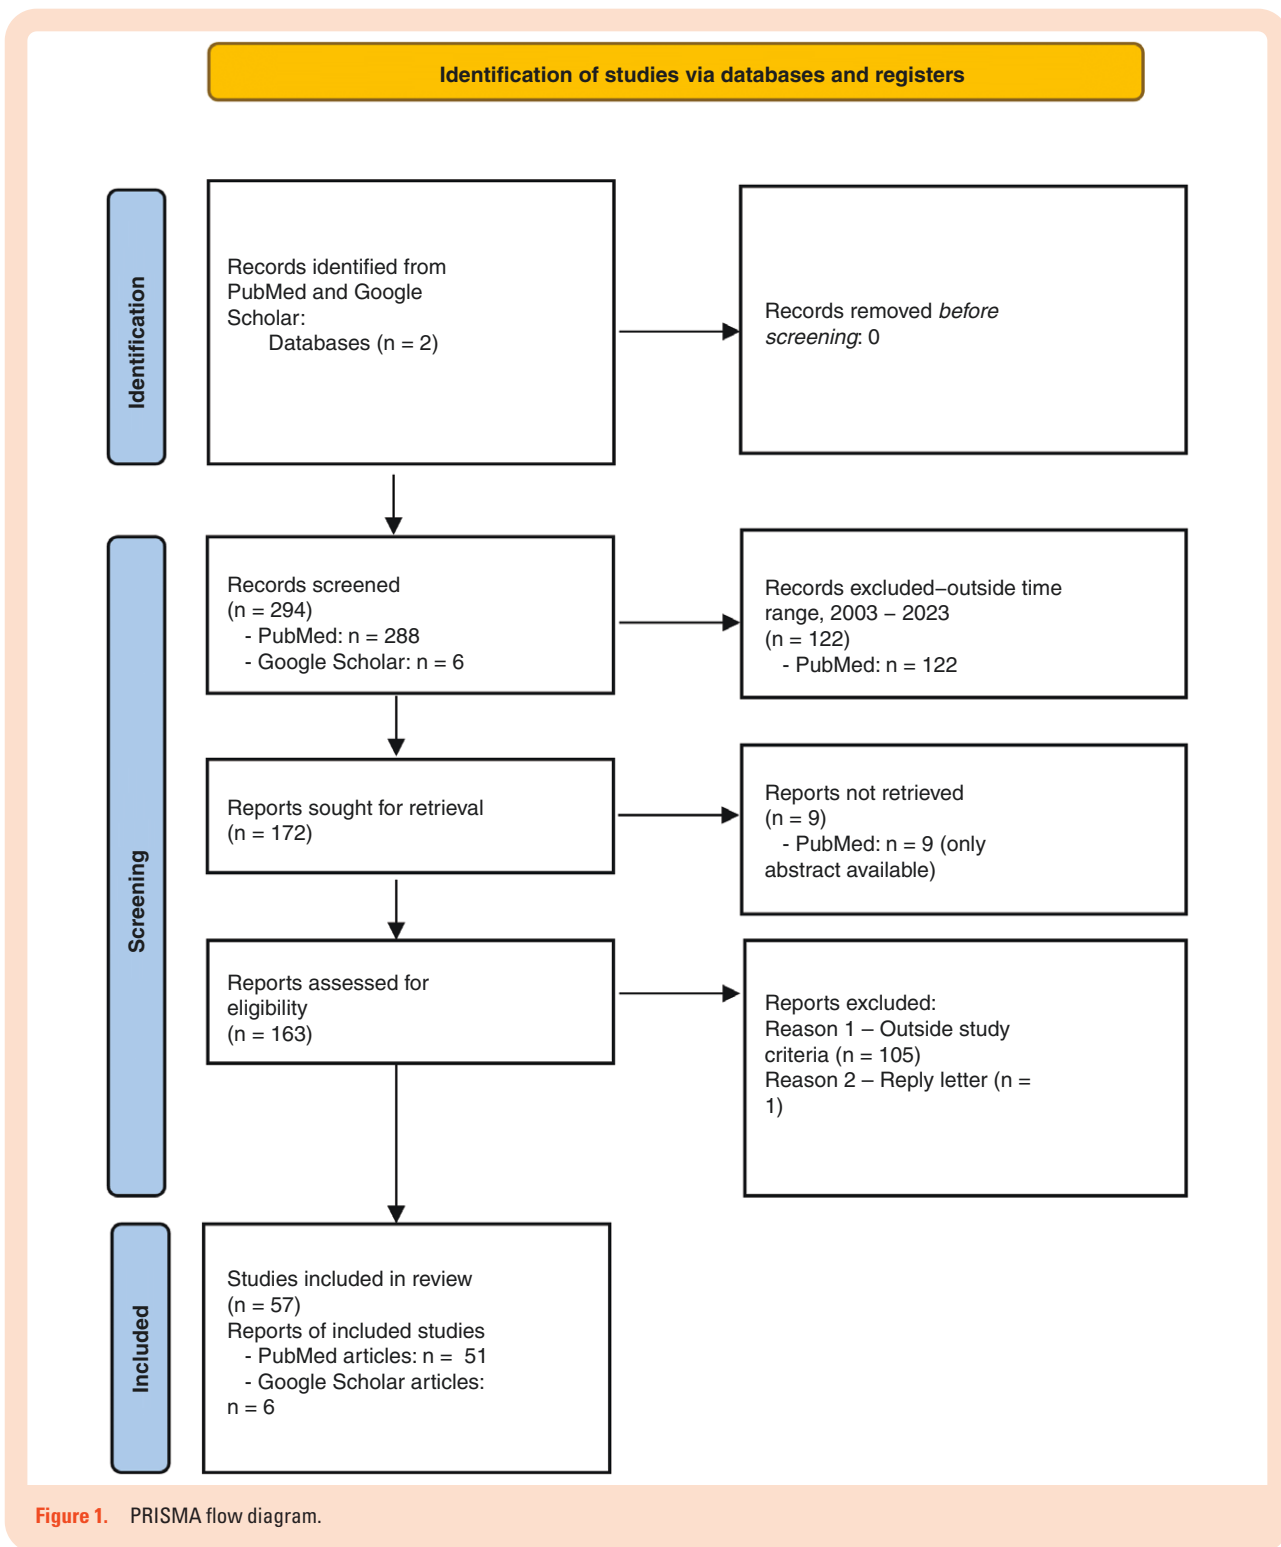 Identification of studies via databases and registers
Identification
Records identified from
PubMed and Google
Scholar:
Databases (n = 2)
Records removed before
screening: 0
Screening
Records screened
(n = 294)
- PubMed: n = 288
- Google Scholar: n = 6
Records excluded–outside time
range, 2003 – 2023
(n = 122)
- PubMed: n = 122
Reports sought for retrieval
(n = 172)
Reports not retrieved
(n = 9)
- PubMed: n = 9 (only
abstract available)
Reports assessed for
eligibility
(n = 163)
Reports excluded:
Reason 1 – Outside study
criteria (n = 105)
Reason 2 – Reply letter (n =
1)
Included
Studies included in review
(n = 57)
Reports of included studies
- PubMed articles: n = 51
- Google Scholar articles:
n = 6
Figure 1. PRISMA flow diagram.